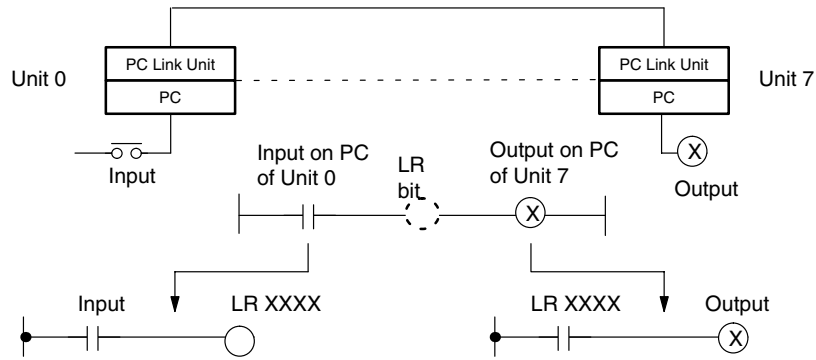 PC Link Unit
PC Link Unit
Unit 0
Unit 7
PC
PC
Input
X
Output
Input on PC
of Unit 0
LR
bit
Output on PC
of Unit 7
X
Input
LR XXXX
LR XXXX
Output
X